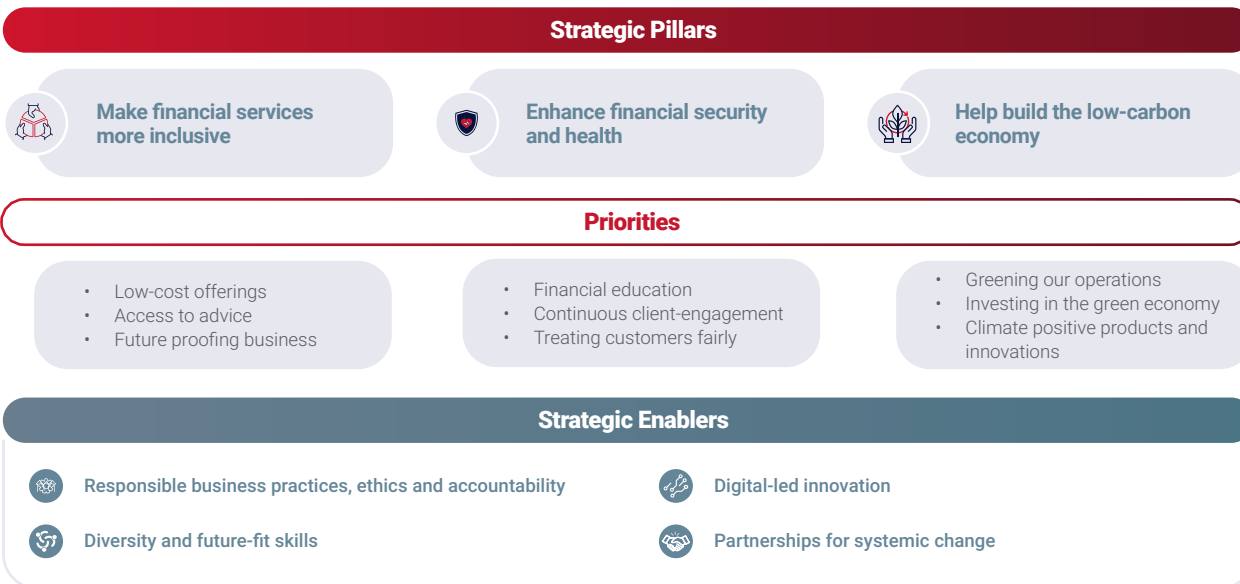 Strategic Pillars
Make financial services
more inclusive
Enhance financial security
and health
Help build the low-carbon
economy
Priorities
• Low-cost offerings
• Access to advice
• Future proofing business
• Financial education
• Continuous client-engagement
• Treating customers fairly
• Greening our operations
• Investing in the green economy
• Climate positive products and
innovations
Strategic Enablers
Responsible business practices, ethics and accountability
Digital-led innovation
Diversity and future-fit skills
Partnerships for systemic change